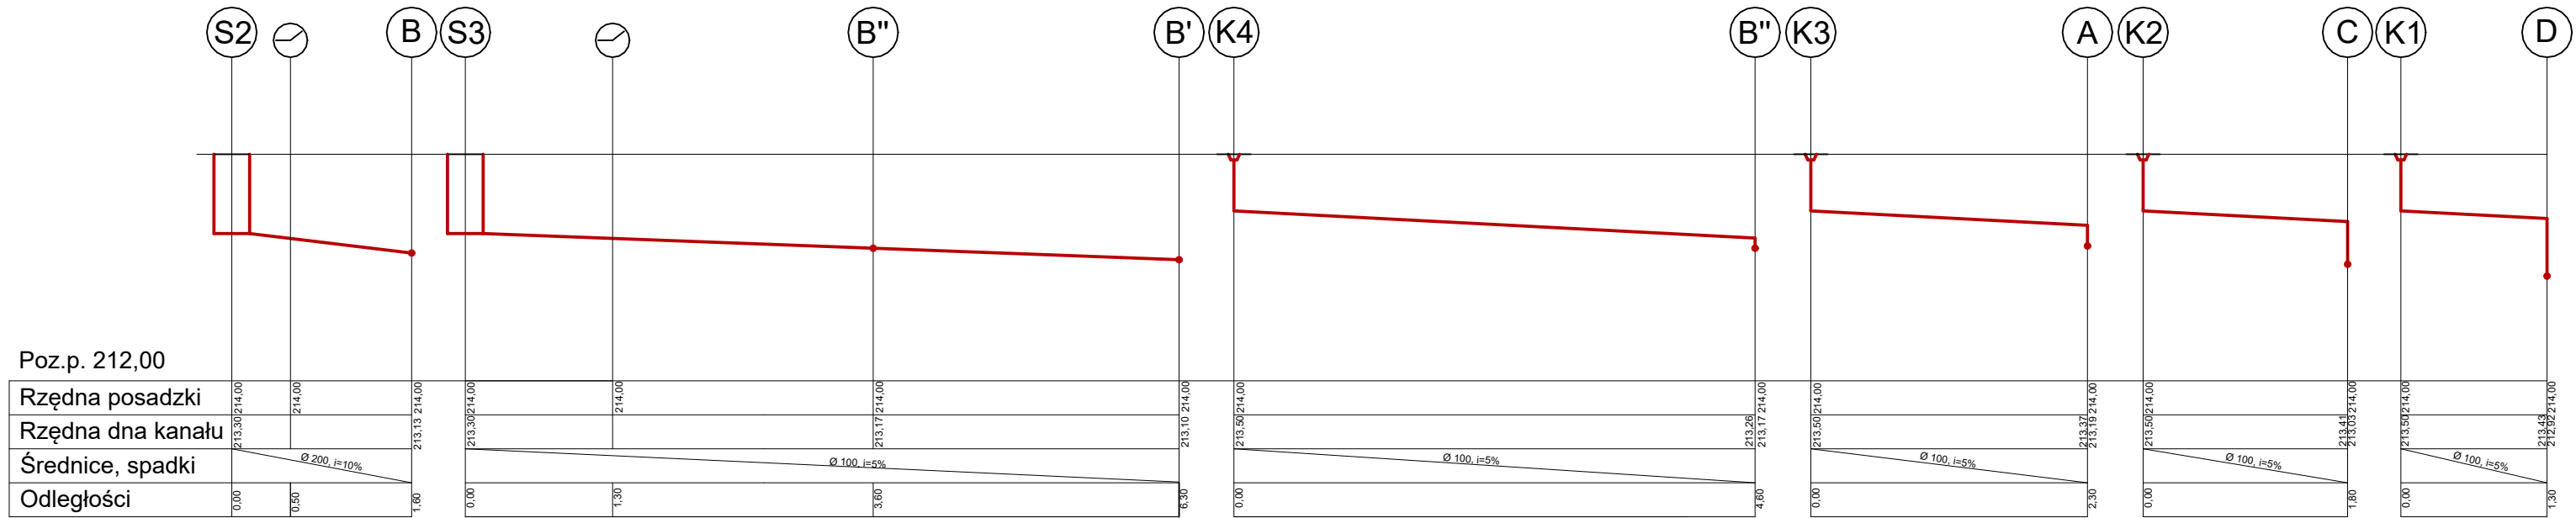 S2 B S3 B" B' K4 B" K3 A K2 C K1 D
Poz.p. 212,00
Rzędna posadzki 214,00 214,00 214,00 214,00 214,00 214,00 214,00 214,00 214,00 214,00 214,00 214,00 214,00 214,00 214,00
Rzędna dna kanału 213,30 213,13 213,30 213,17 213,10 213,50 213,26 213,17 213,50 213,37 213,19 213,50 213,41 213,03 213,50 213,43 212,92
Średnice, spadki Ø 200, i=10% Ø 100, i=5% Ø 100, i=5% Ø 100, i=5% Ø 100, i=5% Ø 100, i=5%
Odległości 0,00 0,50 1,60 0,00 1,30 3,60 6,30 0,00 4,60 0,00 2,30 0,00 1,80 0,00 1,30